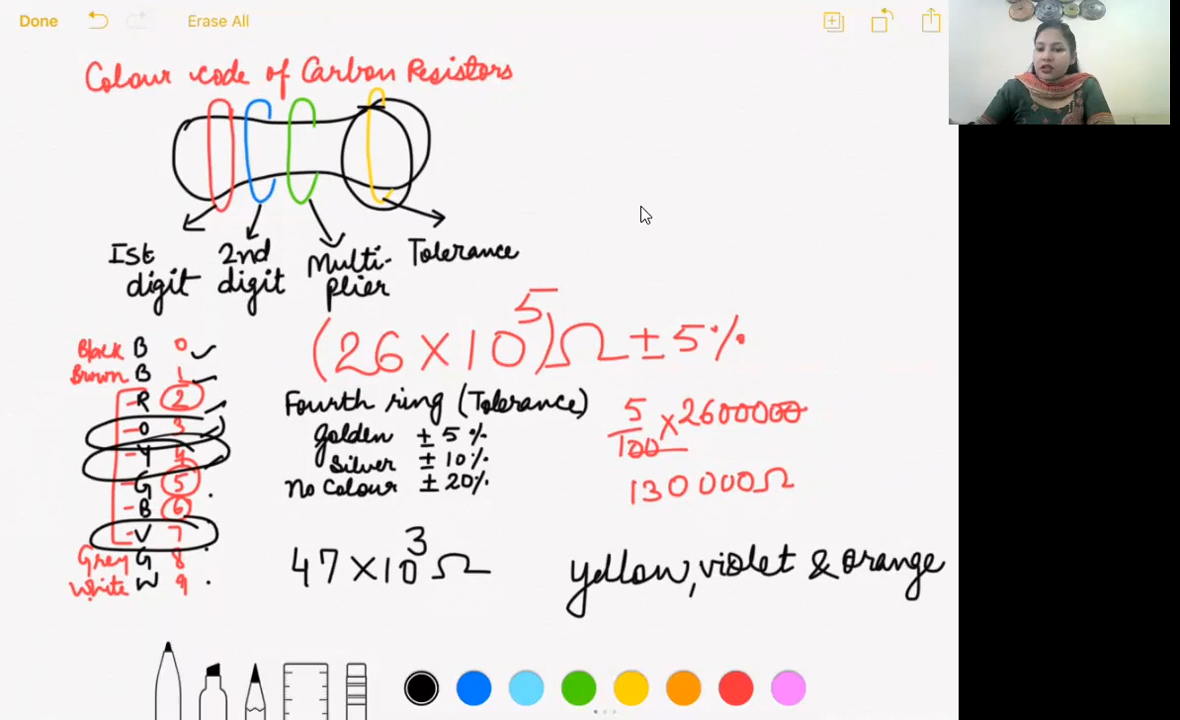 Done
Erase All
Colour code of Carbon Resistors
Ist digit
2nd digit
Multi-plier
Tolerance
(26 × 10^5) Ω ± 5 %
Black B 0
Brown B 1
R 2
O 3
Y 4
G 5
B 6
V 7
Grey G 8
White W 9
Fourth ring (Tolerance)
golden ± 5 %
silver ± 10 %
No Colour ± 20%
5/100 × 2600000
130000Ω
47 × 10^3 Ω
yellow, violet & orange